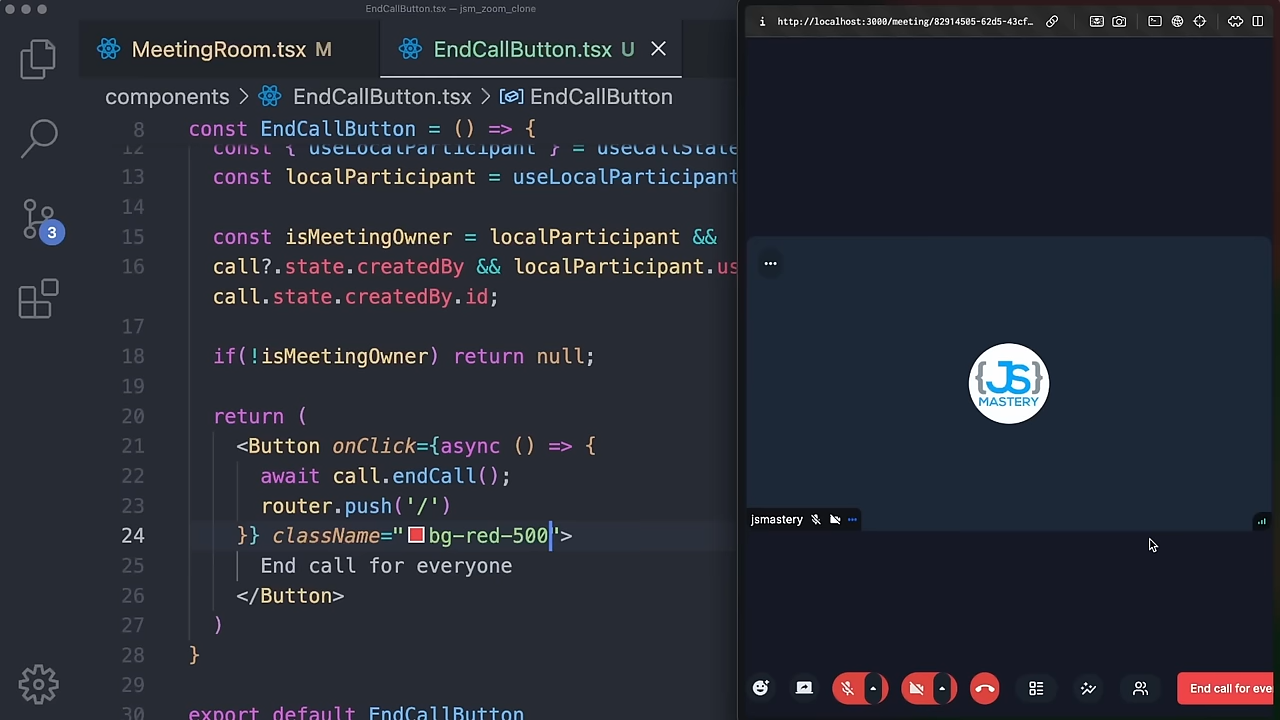 EndCallButton.tsx — jsm_zoom_clone
MeetingRoom.tsx M
EndCallButton.tsx U
components > EndCallButton.tsx > EndCallButton
8 const EndCallButton = () => {
12 const { useLocalParticipant } = useCallState
13 const localParticipant = useLocalParticipant
14
15 const isMeetingOwner = localParticipant &&
16 call?.state.createdBy && localParticipant.us
call.state.createdBy.id;
17
18 if(!isMeetingOwner) return null;
19
20 return (
21 <Button onClick={async () => {
22 await call.endCall();
23 router.push('/')
24 }} className="bg-red-500">
25 End call for everyone
26 </Button>
27 )
28 }
29
30 export default EndCallButton
3
http://localhost:3000/meeting/82914505-62d5-43cf…
{JS}
MASTERY
jsmastery
End call for eve